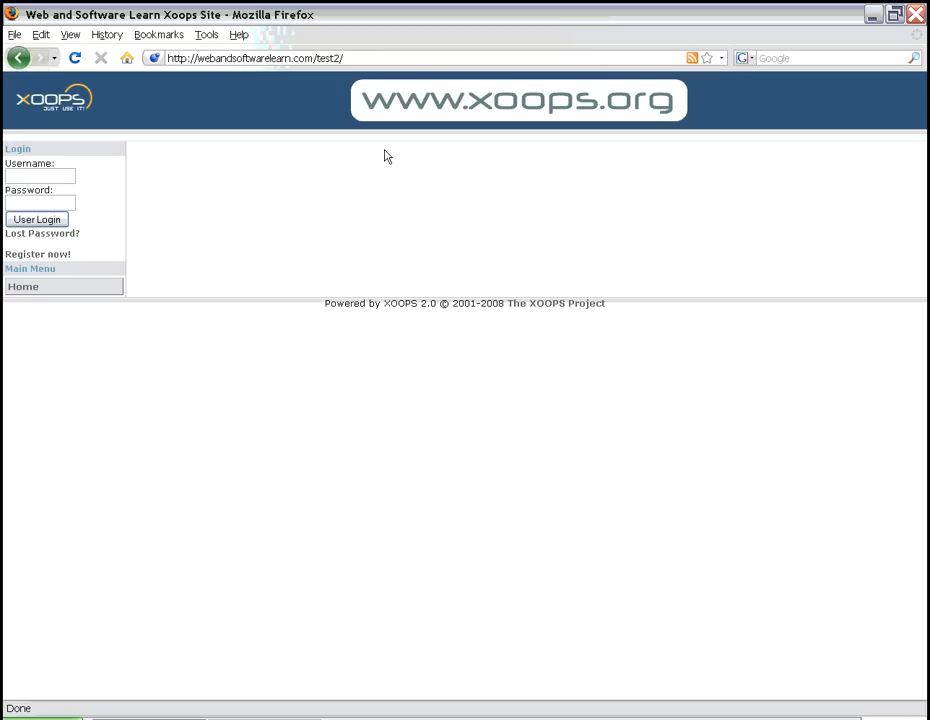 Web and Software Learn Xoops Site - Mozilla Firefox
File Edit View History Bookmarks Tools Help
http://webandsoftwarelearn.com/test2/
G Google
XOOPS
JUST USE IT!
www.xoops.org
Login
Username:
Password:
User Login
Lost Password?
Register now!
Main Menu
Home
Powered by XOOPS 2.0 © 2001-2008 The XOOPS Project
Done